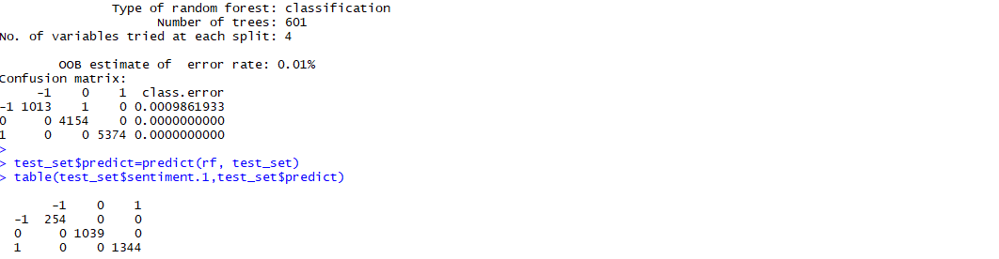 Type of random forest: classification
Number of trees: 601
No. of variables tried at each split: 4
OOB estimate of  error rate: 0.01%
Confusion matrix:
-1    0    1  class.error
-1 1013    1    0 0.0009861933
0     0 4154    0 0.0000000000
1     0    0 5374 0.0000000000
>
> test_set$predict=predict(rf, test_set)
> table(test_set$sentiment.1,test_set$predict)
-1    0    1
-1  254    0    0
0     0 1039    0
1     0    0 1344